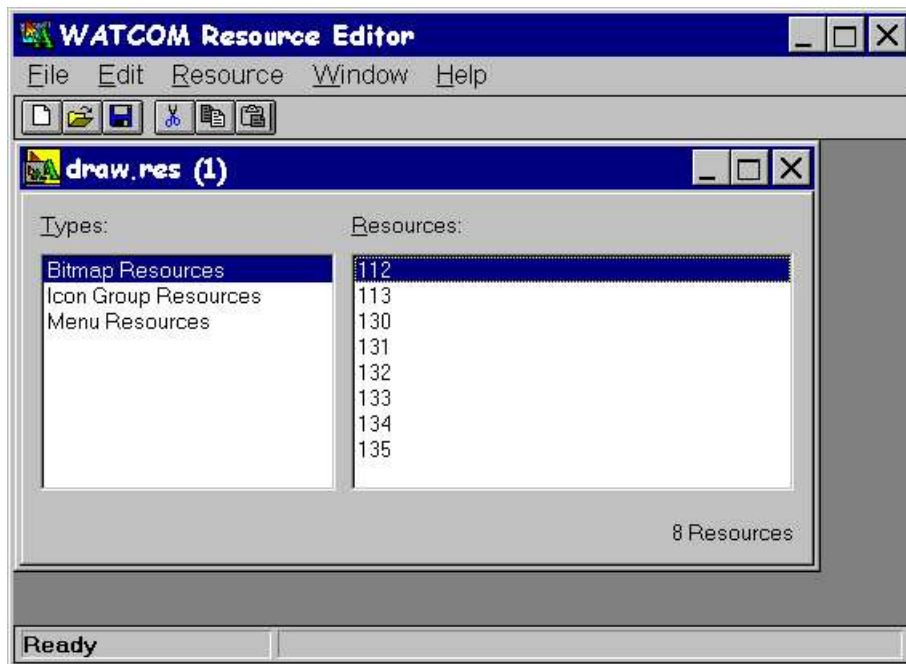 WATCOM Resource Editor
File Edit Resource Window Help
draw.res (1)
Types: Resources:
Bitmap Resources 112
Icon Group Resources 113
Menu Resources 130
131
132
133
134
135
8 Resources
Ready